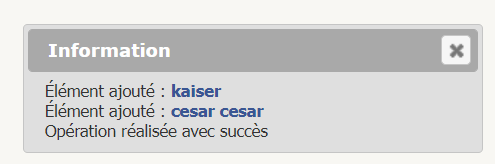 Information
Élément ajouté : kaiser
Élément ajouté : cesar cesar
Opération réalisée avec succès